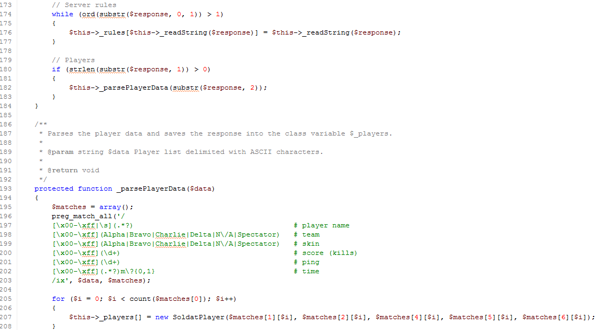 173 // Server rules
174 while (ord(substr($response, 0, 1)) > 1)
175 {
176 $this->_rules[$this->_readString($response)] = $this->_readString($response);
177 }
178
179 // Players
180 if (strlen(substr($response, 1)) > 0)
181 {
182 $this->_parsePlayerData(substr($response, 2));
183 }
184 }
185
186 /**
187 * Parses the player data and saves the response into the class variable $_players.
188 *
189 * @param string $data Player list delimited with ASCII characters.
190 *
191 * @return void
192 */
193 protected function _parsePlayerData($data)
194 {
195 $matches = array();
196 preg_match_all('/
197 [\x00-\xff|\s](.*?) # player name
198 [\x00-\xff](Alpha|Bravo|Charlie|Delta|N\/A|Spectator) # team
199 [\x00-\xff](Alpha|Bravo|Charlie|Delta|N\/A|Spectator) # skin
200 [\x00-\xff](\d+) # score (kills)
201 [\x00-\xff](\d+) # ping
202 [\x00-\xff](.*?)m\?{0,1} # time
203 /ix', $data, $matches);
204
205 for ($i = 0; $i < count($matches[0]); $i++)
206 {
207 $this->_players[] = new SoldatPlayer($matches[1][$i], $matches[2][$i], $matches[4][$i], $matches[5][$i], $matches[6][$i]);
208 }